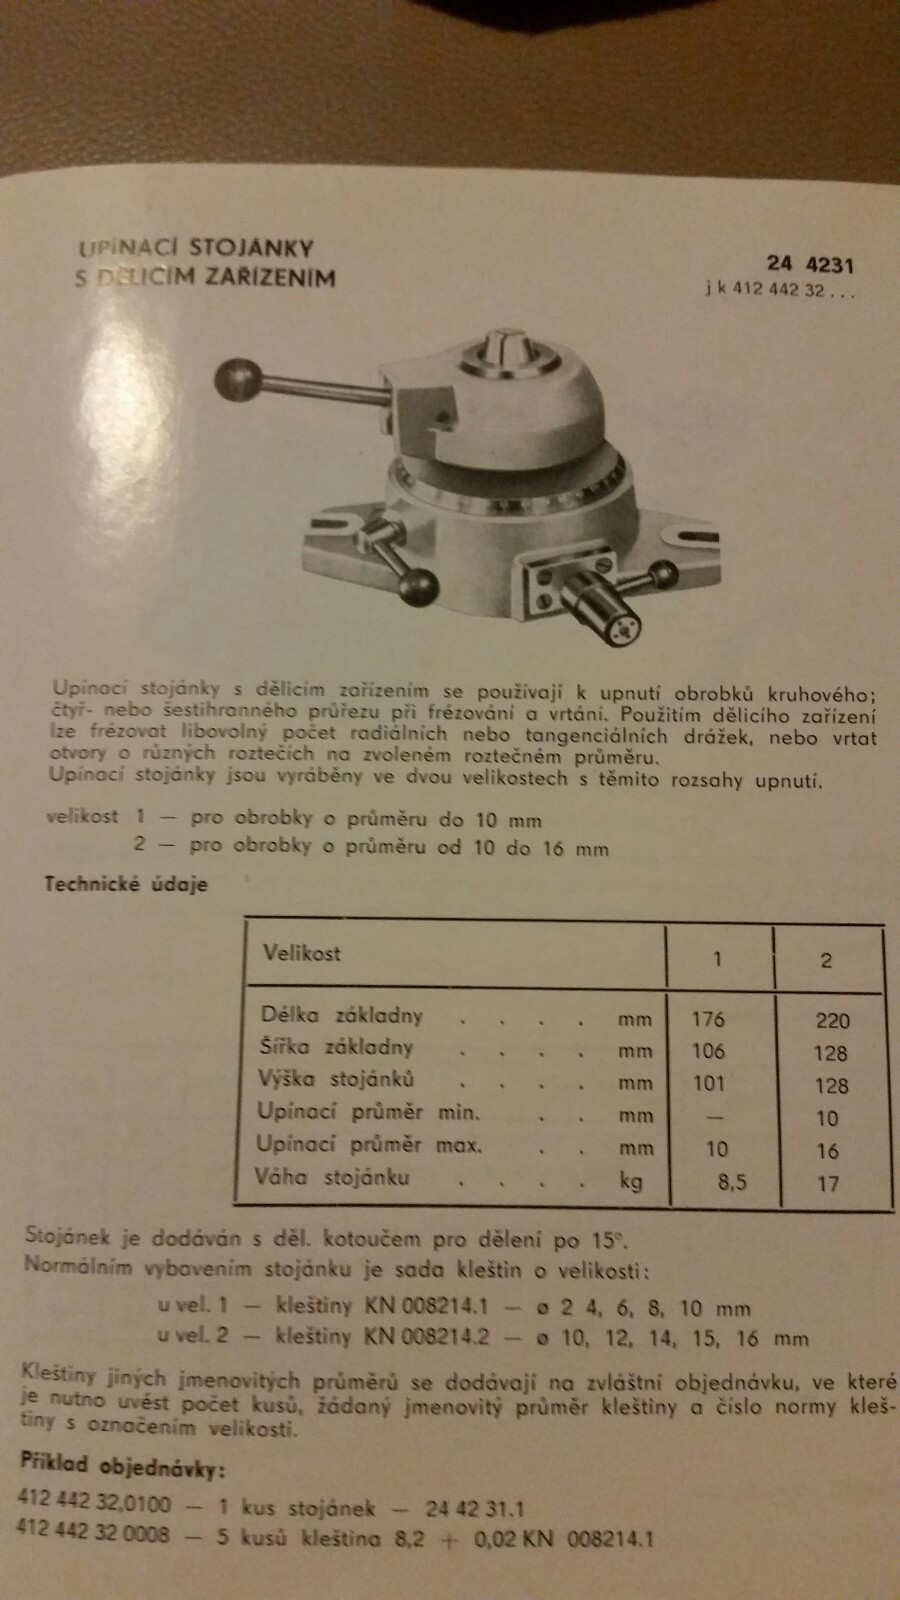 UPÍNACÍ STOJÁNKY
S DĚLICÍM ZAŘÍZENÍM
24 4231
jk 412 442 32...
Upínací stojánky s dělicím zařízením se používají k upnutí obrobků kruhového;
čtyř- nebo šestihranného průřezu při frézování a vrtání. Použitím dělicího zařízení
lze frézovat libovolný počet radiálních nebo tangenciálních drážek, nebo vrtat
otvory o různých roztečích na zvoleném roztečném průměru.
Upínací stojánky jsou vyráběny ve dvou velikostech s těmito rozsahy upnutí.
velikost 1 — pro obrobky o průměru do 10 mm
2 — pro obrobky o průměru od 10 do 16 mm
Technické údaje
Velikost 1 2
Délka základny . . . . mm 176 220
Šířka základny . . . . mm 106 128
Výška stojánků . . . . mm 101 128
Upínací průměr min. . . mm — 10
Upínací průměr max. . . mm 10 16
Váha stojánku . . . . kg 8,5 17
Stojánek je dodáván s děl. kotoučem pro dělení po 15°.
Normálním vybavením stojánku je sada kleštin o velikosti:
u vel. 1 — kleštiny KN 008214.1 — ø 2 4, 6, 8, 10 mm
u vel. 2 — kleštiny KN 008214.2 — ø 10, 12, 14, 15, 16 mm
Kleštiny jiných jmenovitých průměrů se dodávají na zvláštní objednávku, ve které
je nutno uvést počet kusů, žádaný jmenovitý průměr kleštiny a číslo normy kleš-
tiny s označením velikosti.
Příklad objednávky:
412 442 32,0100 — 1 kus stojánek — 24 42 31.1
412 442 32 0008 — 5 kusů kleština 8,2 + 0,02 KN 008214.1